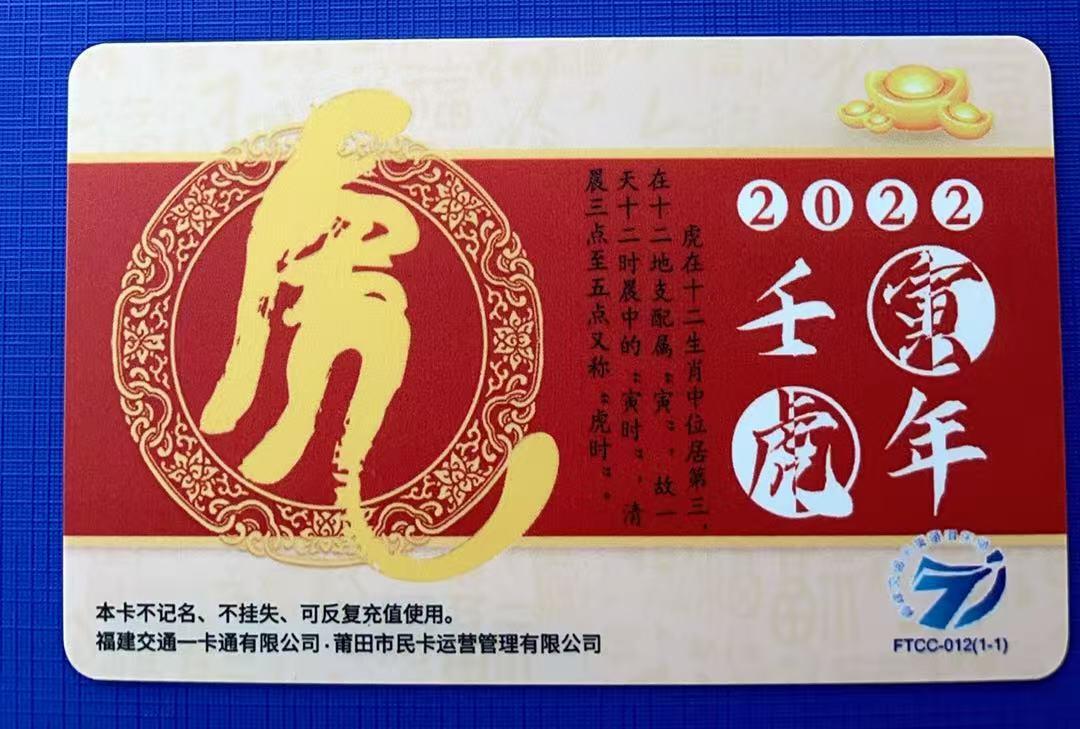 虎
虎在十二生肖中位居第三，
在十二地支配属“寅”，故一
天十二时晨中的“寅时”，清
晨三点至五点又称“虎时”。
2022
壬寅
虎年
本卡不记名、不挂失、可反复充值使用。
福建交通一卡通有限公司·莆田市民卡运营管理有限公司
FTCC-012(1-1)